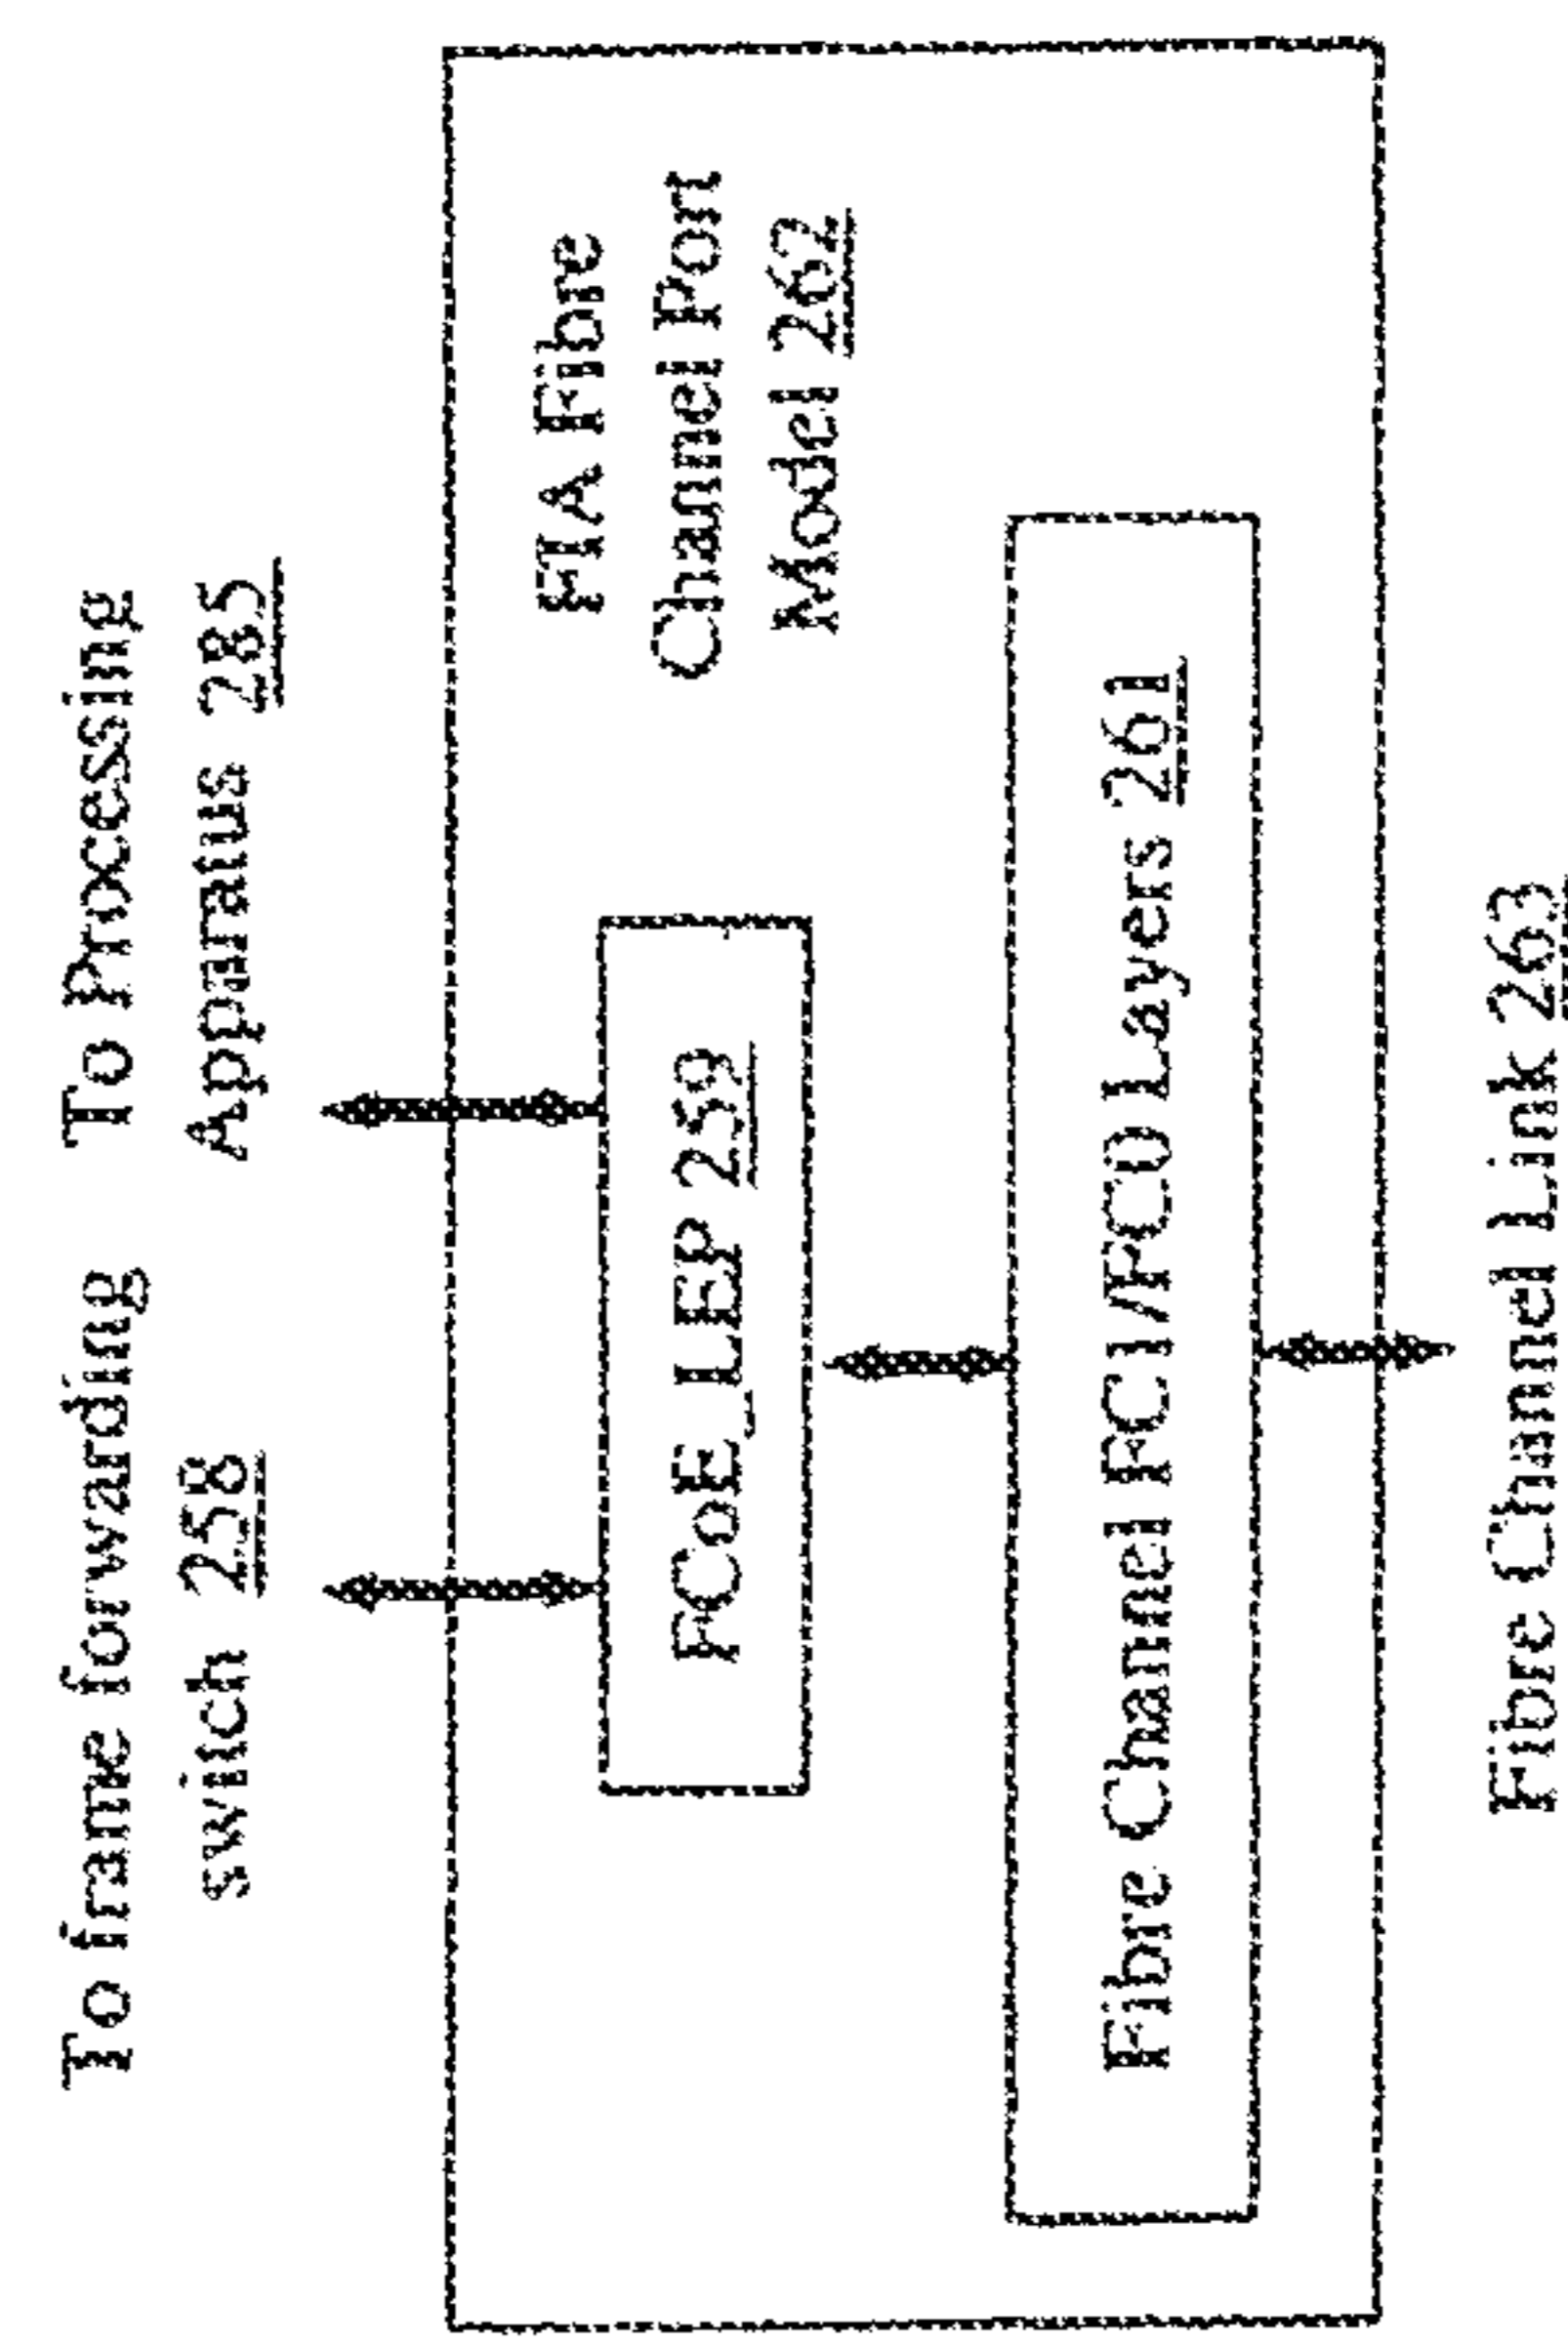 To frame forwarding
switch 258
To Processing
Apparatus 285
FIA Fibre
Channel Port
Model 262
FCoE_LEP 259
Fibre Channel FC1/FC0 Layers 261
Fibre Channel Link 263